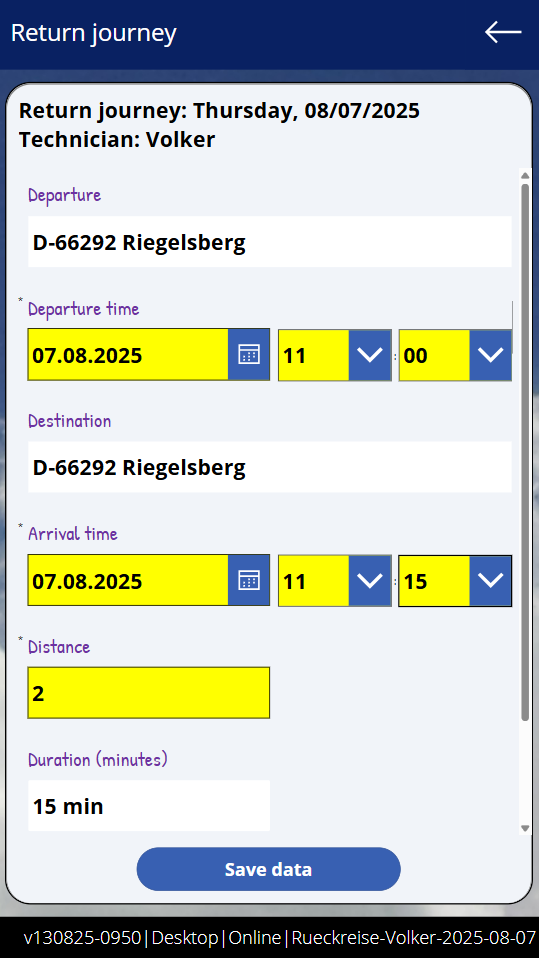 Return journey
Return journey: Thursday, 08/07/2025
Technician: Volker
Departure
D-66292 Riegelsberg
* Departure time
07.08.2025 11 : 00
Destination
D-66292 Riegelsberg
* Arrival time
07.08.2025 11 : 15
* Distance
2
Duration (minutes)
15 min
Save data
v130825-0950|Desktop|Online|Rueckreise-Volker-2025-08-07